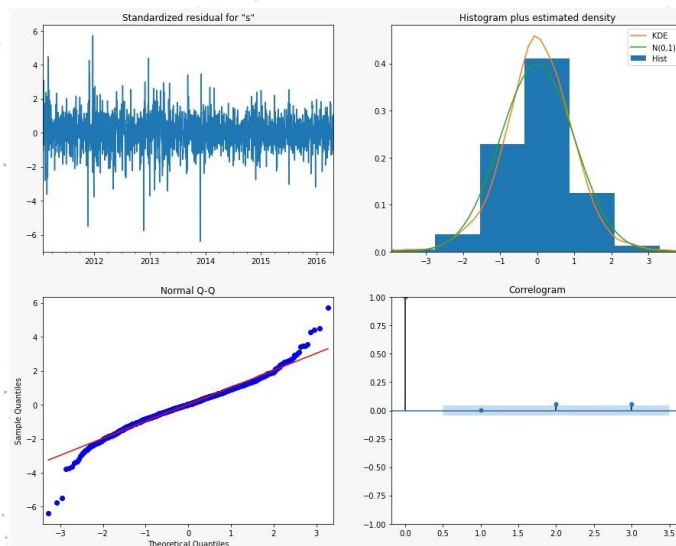 Standardized residual for "s"
6
4
2
0
−2
−4
−6
2012 2013 2014 2015 2016
Histogram plus estimated density
KDE
N(0,1)
Hist
0.4
0.3
0.2
0.1
0.0
−3 −2 −1 0 1 2 3
Normal Q-Q
Sample Quantiles
6
4
2
0
−2
−4
−6
−3 −2 −1 0 1 2 3
Theoretical Quantiles
Correlogram
1.00
0.75
0.50
0.25
0.00
−0.25
−0.50
−0.75
−1.00
0.0 0.5 1.0 1.5 2.0 2.5 3.0 3.5